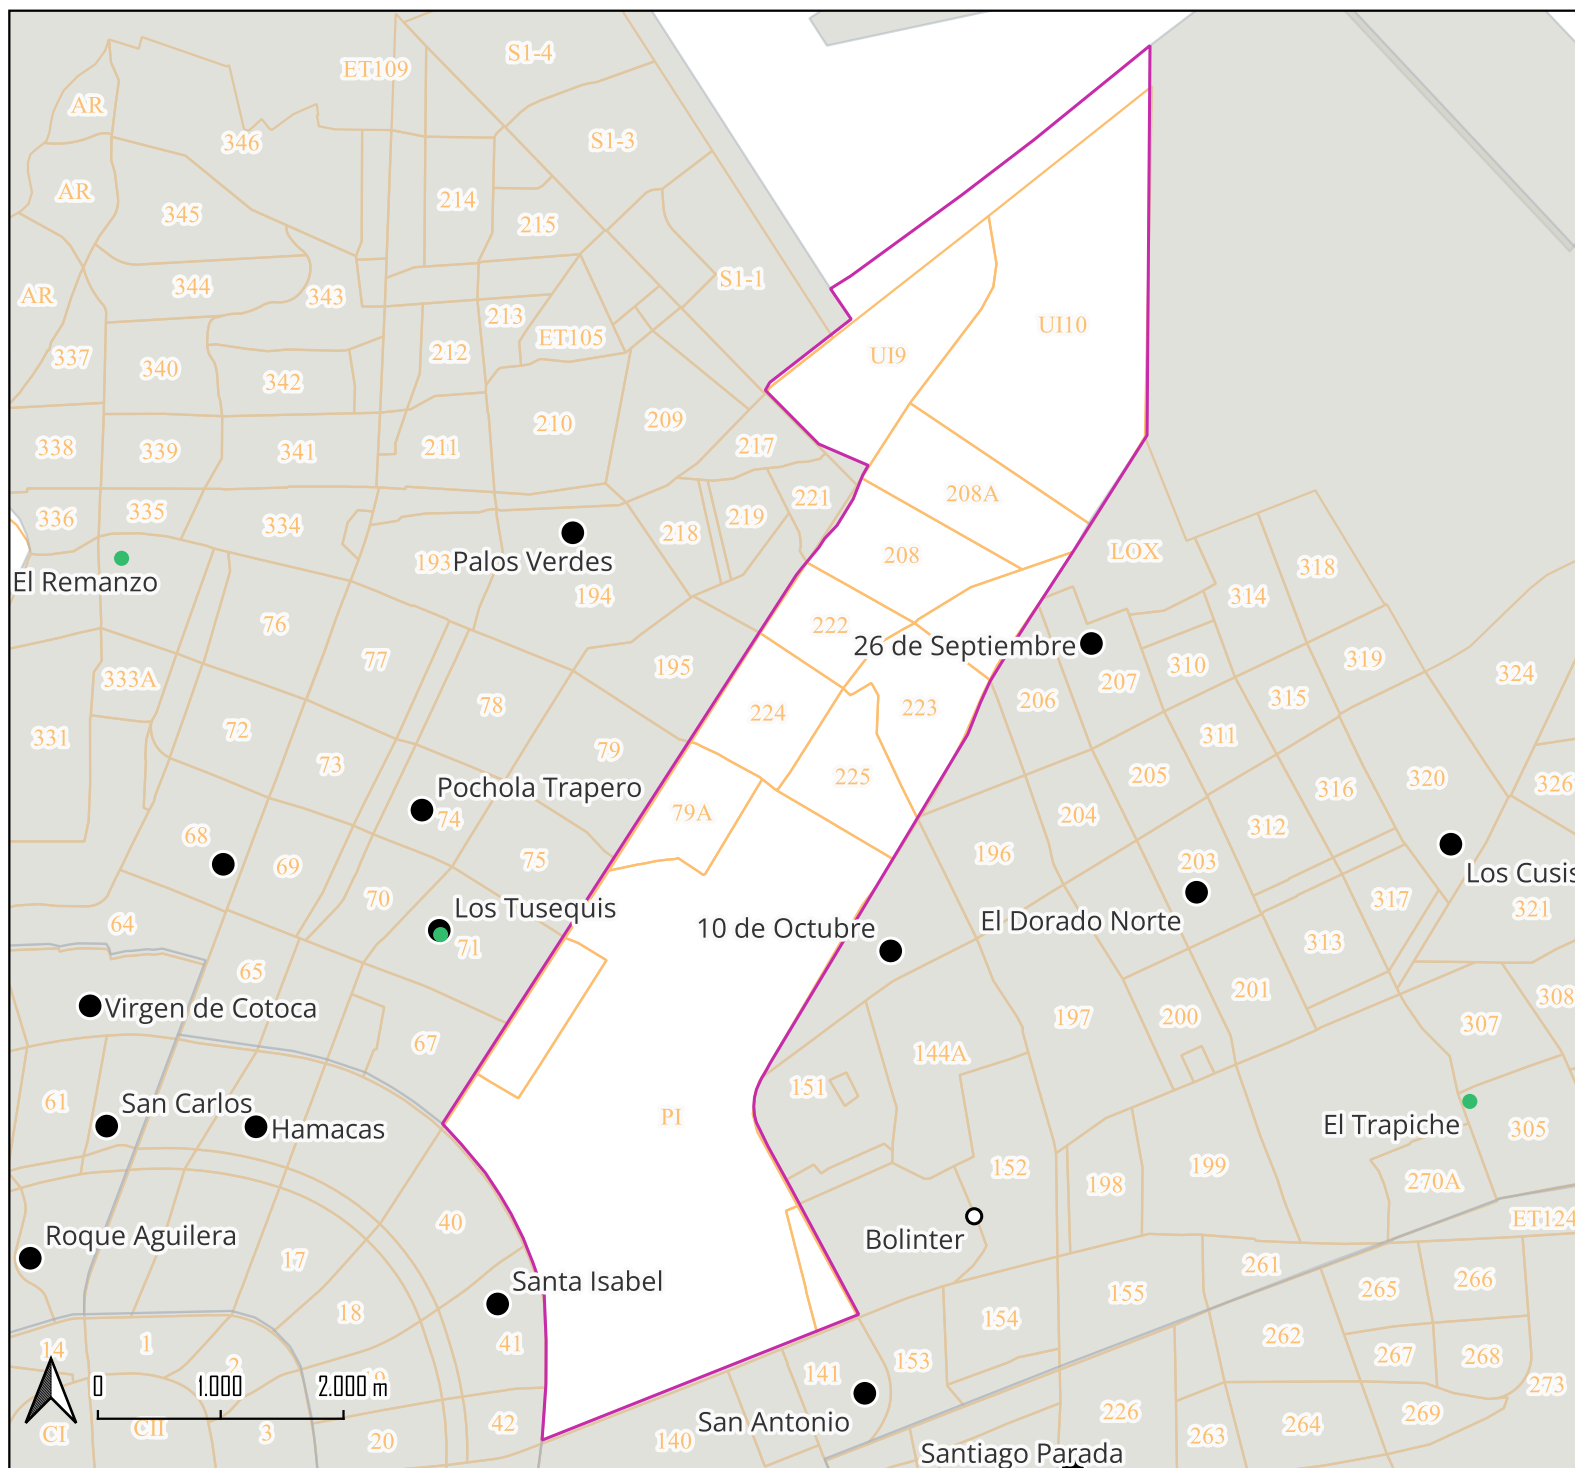 S1-4
ET109
AR
346
S1-3
AR
214
345
215
S1-1
344
AR
343
213
UI10
ET105
212
337
UI9
340
342
210
209
338
339
341
211
217
208A
221
336
335
334
219
218
LOX
193
Palos Verdes
208
318
El Remanzo
194
314
76
222
26 de Septiembre
77
195
310
319
333A
207
324
206
315
78
224
223
72
331
311
79
73
205
225
320
326
Pochola Trapero
316
79A
74
204
312
68
75
196
69
203
Los Cusis
70
317
Los Tusequis
321
64
10 de Octubre
El Dorado Norte
71
313
65
201
308
Virgen de Cotoca
197
200
307
67
144A
151
61
San Carlos
PI
Hamacas
El Trapiche
305
199
152
198
270A
40
ET124
Roque Aguilera
Bolinter
17
261
Santa Isabel
266
265
155
18
154
262
1
41
14
267
268
2
153
141
19
273
0 1.000 2.000 m
San Antonio
226
269
42
264
CII
3
CI
263
20
140
Santiago Parada